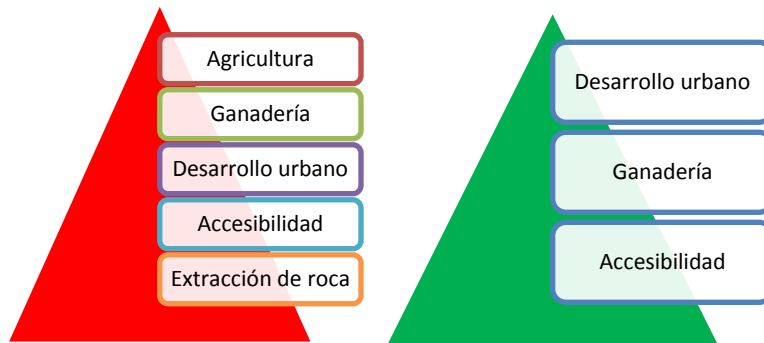 Agricultura
Ganadería
Desarrollo urbano
Accesibilidad
Extracción de roca
Desarrollo urbano
Ganadería
Accesibilidad